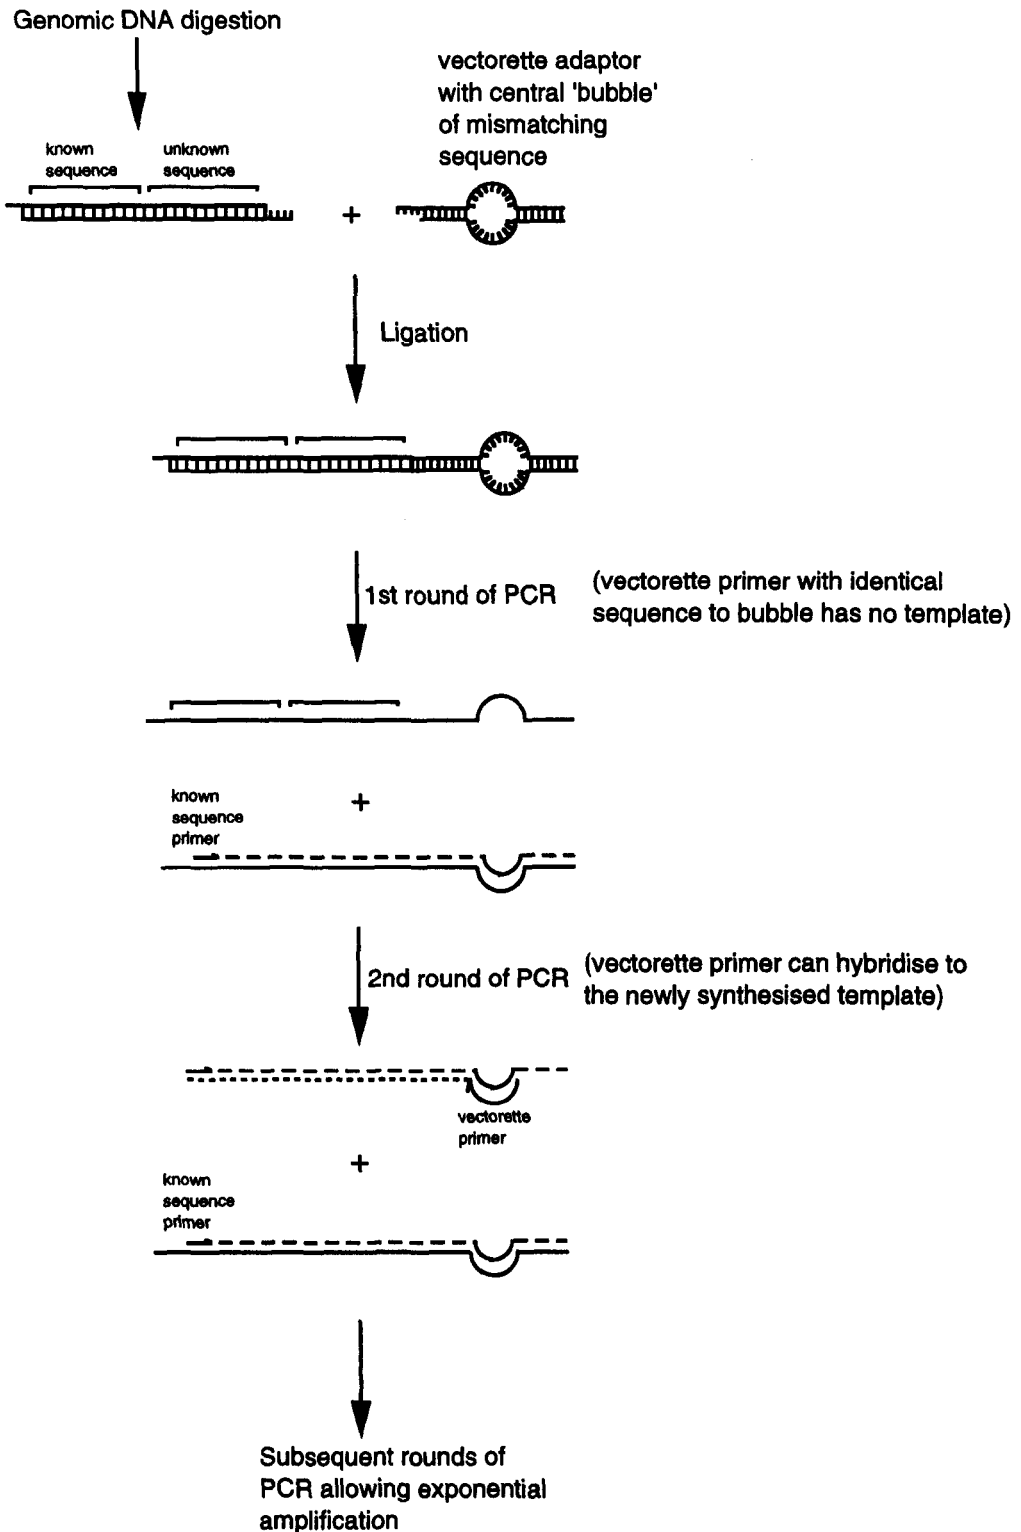 Genomic DNA digestion
vectorette adaptor
with central 'bubble'
of mismatching
sequence
known
sequence
unknown
sequence
+
Ligation
1st round of PCR
(vectorette primer with identical
sequence to bubble has no template)
+
known
sequence
primer
2nd round of PCR
(vectorette primer can hybridise to
the newly synthesised template)
vectorette
primer
+
known
sequence
primer
Subsequent rounds of
PCR allowing exponential
amplification